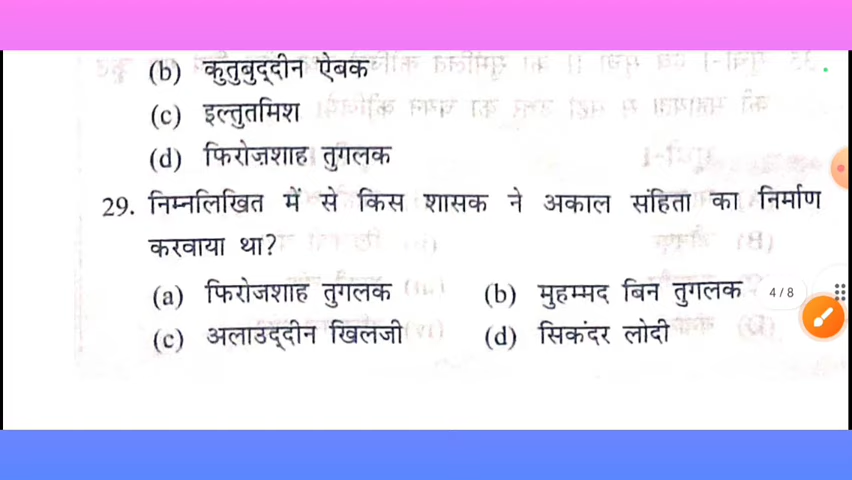 (b) कुतुबुद्दीन ऐबक
(c) इल्तुतमिश
(d) फिरोज़शाह तुगलक
29. निम्नलिखित में से किस शासक ने अकाल संहिता का निर्माण
करवाया था?
(a) फिरोजशाह तुगलक (b) मुहम्मद बिन तुगलक
4/8
(c) अलाउद्दीन खिलजी (d) सिकंदर लोदी